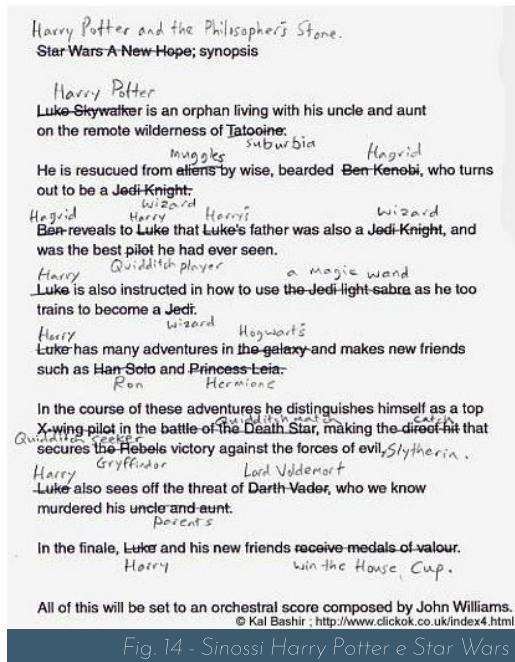 Harry Potter and the Philosopher's Stone.
Star Wars A New Hope; synopsis
Harry Potter
Luke Skywalker is an orphan living with his uncle and aunt
on the remote wilderness of Tatooine.
suburbia
muggles Hagrid
He is resucued from aliens by wise, bearded Ben Kenobi, who turns
out to be a Jedi Knight.
wizard
Hagrid Harry Harry's wizard
Ben reveals to Luke that Luke's father was also a Jedi Knight, and
was the best pilot he had ever seen.
Quidditch player
Harry a magic wand
Luke is also instructed in how to use the Jedi light sabre as he too
trains to become a Jedi.
wizard
Harry Hogwarts
Luke has many adventures in the galaxy and makes new friends
such as Han Solo and Princess Leia.
Ron Hermione
In the course of these adventures he distinguishes himself as a top
Quidditch match catch
X-wing pilot in the battle of the Death Star, making the direct hit that
Quidditch seeker
secures the Rebels victory against the forces of evil, Slytherin.
Gryffindor
Harry Lord Voldemort
Luke also sees off the threat of Darth Vader, who we know
murdered his uncle and aunt.
parents
In the finale, Luke and his new friends receive medals of valour.
Harry win the House Cup.
All of this will be set to an orchestral score composed by John Williams.
© Kal Bashir ; http://www.clickok.co.uk/index4.html
Fig. 14 - Sinossi Harry Potter e Star Wars